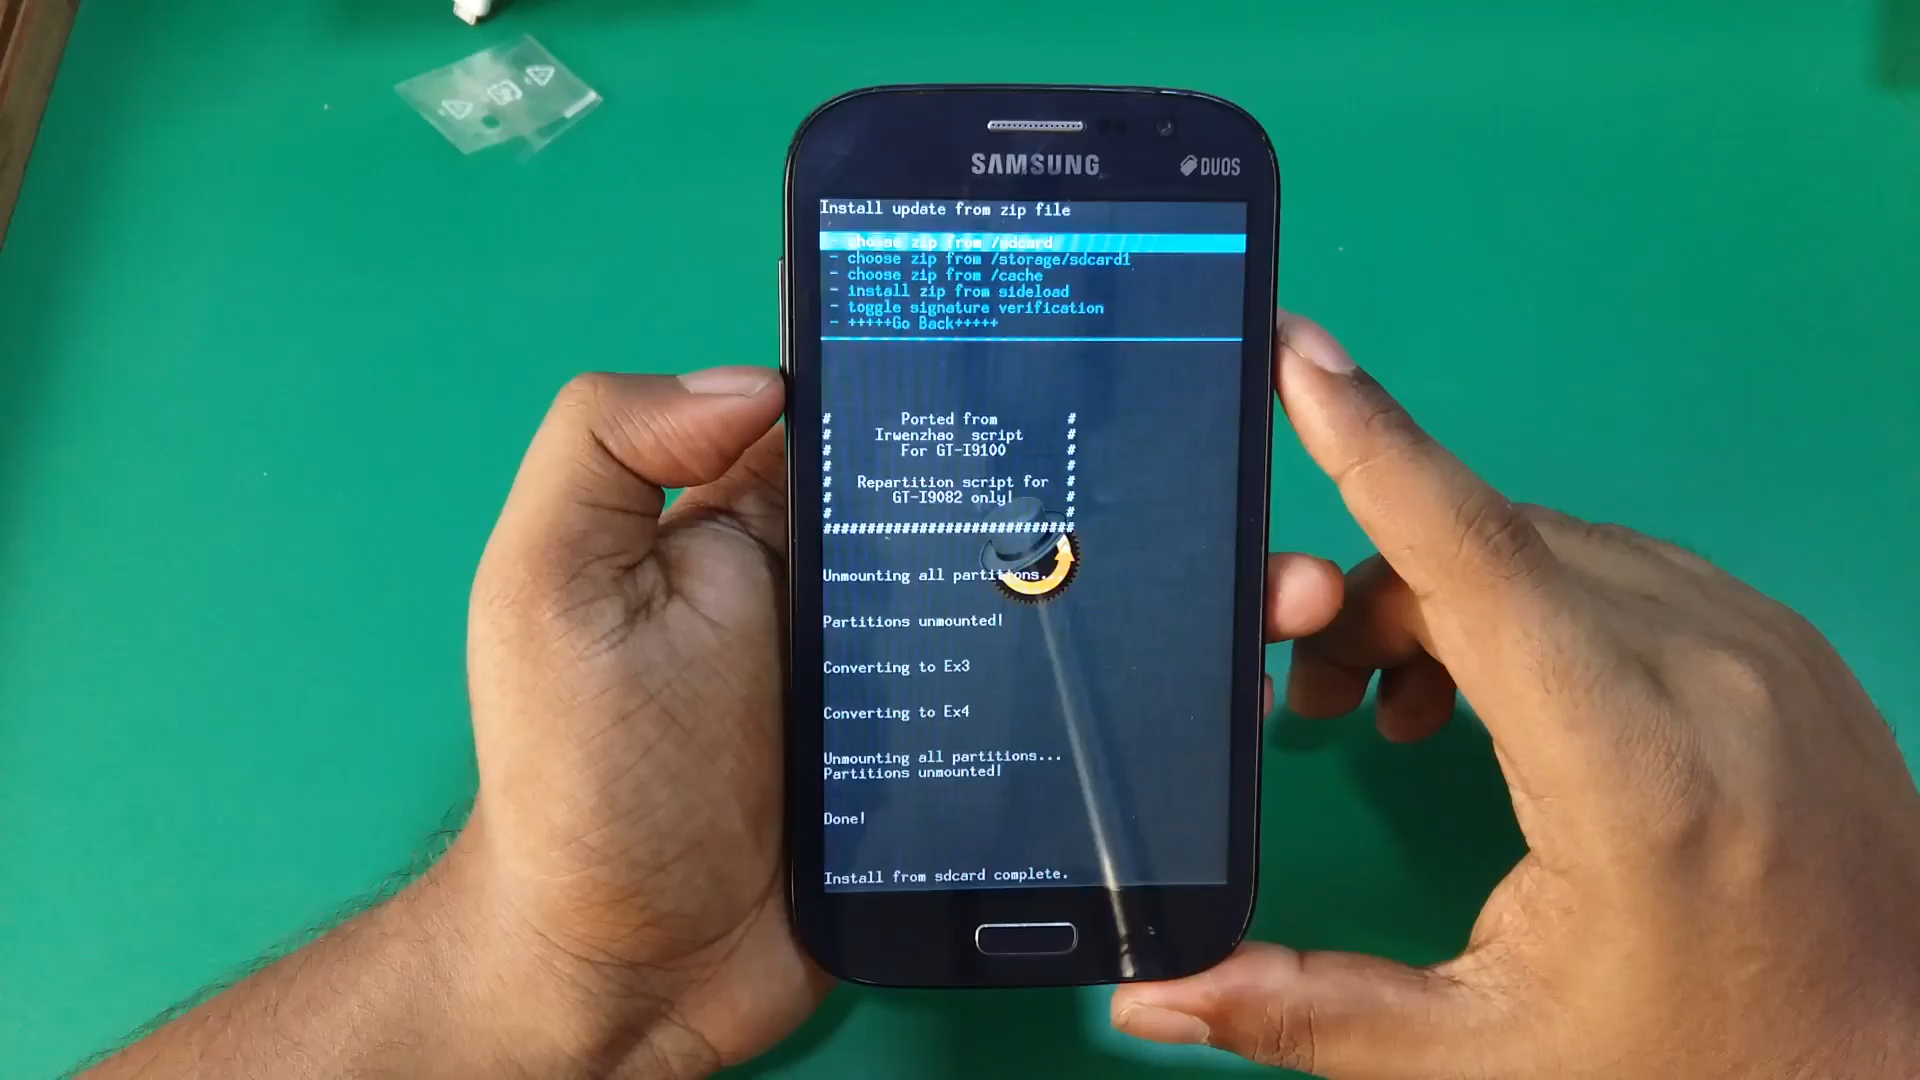 SAMSUNG
DUOS
Install update from zip file
- choose zip from /sdcard
- choose zip from /storage/sdcard1
- choose zip from /cache
- install zip from sideload
- toggle signature verification
- +++++Go Back+++++
# Ported from #
# Irwenzhao script #
# For GT-I9100 #
# #
# Repartition script for #
# GT-I9082 only! #
# #
############################
Unmounting all partitions...
Partitions unmounted!
Converting to Ex3
Converting to Ex4
Unmounting all partitions...
Partitions unmounted!
Done!
Install from sdcard complete.